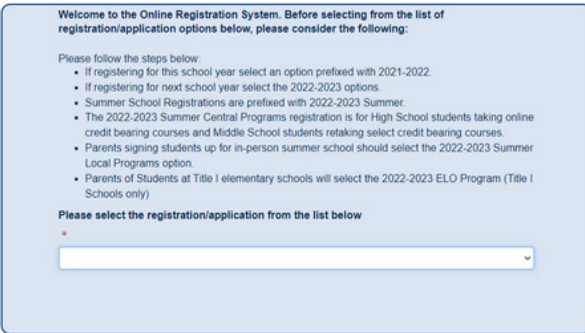 Welcome to the Online Registration System. Before selecting from the list of
registration/application options below, please consider the following:
Please follow the steps below:
• If registering for this school year select an option prefixed with 2021-2022.
• If registering for next school year select the 2022-2023 options.
• Summer School Registrations are prefixed with 2022-2023 Summer.
• The 2022-2023 Summer Central Programs registration is for High School students taking online
credit bearing courses and Middle School students retaking select credit bearing courses.
• Parents signing students up for in-person summer school should select the 2022-2023 Summer
Local Programs option.
• Parents of Students at Title I elementary schools will select the 2022-2023 ELO Program (Title I
Schools only)
Please select the registration/application from the list below
*